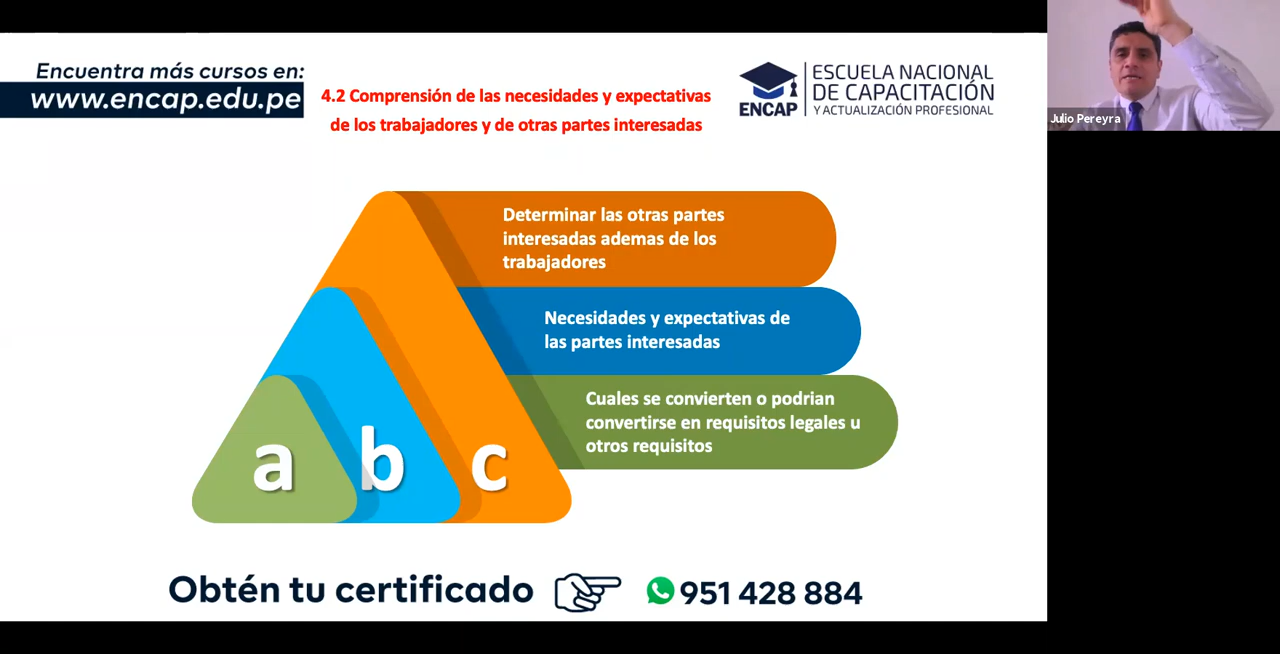 Encuentra más cursos en:
www.encap.edu.pe
4.2 Comprensión de las necesidades y expectativas
de los trabajadores y de otras partes interesadas
ENCAP
ESCUELA NACIONAL
DE CAPACITACIÓN
Y ACTUALIZACIÓN PROFESIONAL
Julio Pereyra
Determinar las otras partes
interesadas ademas de los
trabajadores
Necesidades y expectativas de
las partes interesadas
Cuales se convierten o podrian
convertirse en requisitos legales u
otros requisitos
a b c
Obtén tu certificado 951 428 884